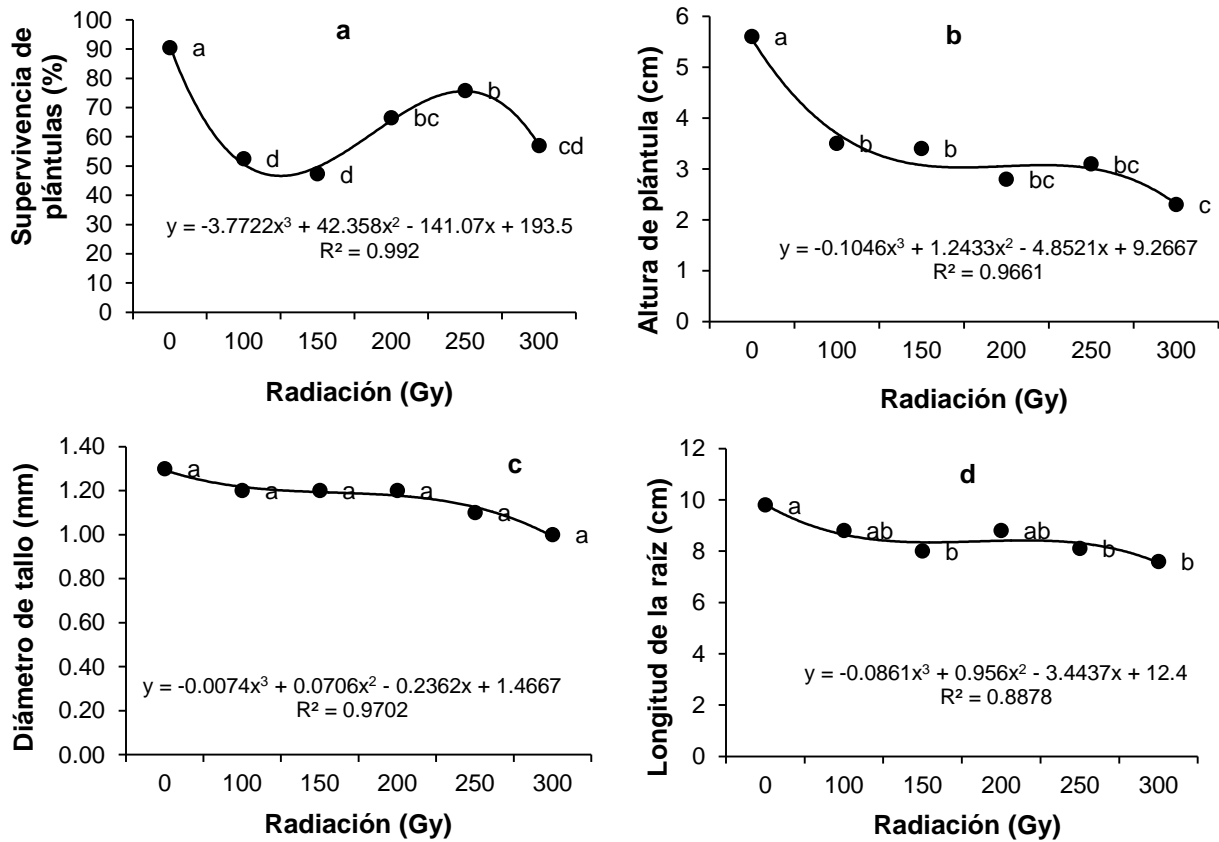 a
Supervivencia de
plántulas (%)
100
90
80
70
60
50
40
30
20
10
0
a
d
d
bc
b
cd
y = -3.7722x³ + 42.358x² - 141.07x + 193.5
R² = 0.992
0 100 150 200 250 300
Radiación (Gy)
b
Altura de plántula (cm)
6
5
4
3
2
1
0
a
b
b
bc
bc
c
y = -0.1046x³ + 1.2433x² - 4.8521x + 9.2667
R² = 0.9661
0 100 150 200 250 300
Radiación (Gy)
c
Diámetro de tallo (mm)
1.40
1.20
1.00
0.80
0.60
0.40
0.20
0.00
a
a
a
a
a
a
y = -0.0074x³ + 0.0706x² - 0.2362x + 1.4667
R² = 0.9702
0 100 150 200 250 300
Radiación (Gy)
d
Longitud de la raíz (cm)
12
10
8
6
4
2
0
a
ab
b
ab
b
b
y = -0.0861x³ + 0.956x² - 3.4437x + 12.4
R² = 0.8878
0 100 150 200 250 300
Radiación (Gy)